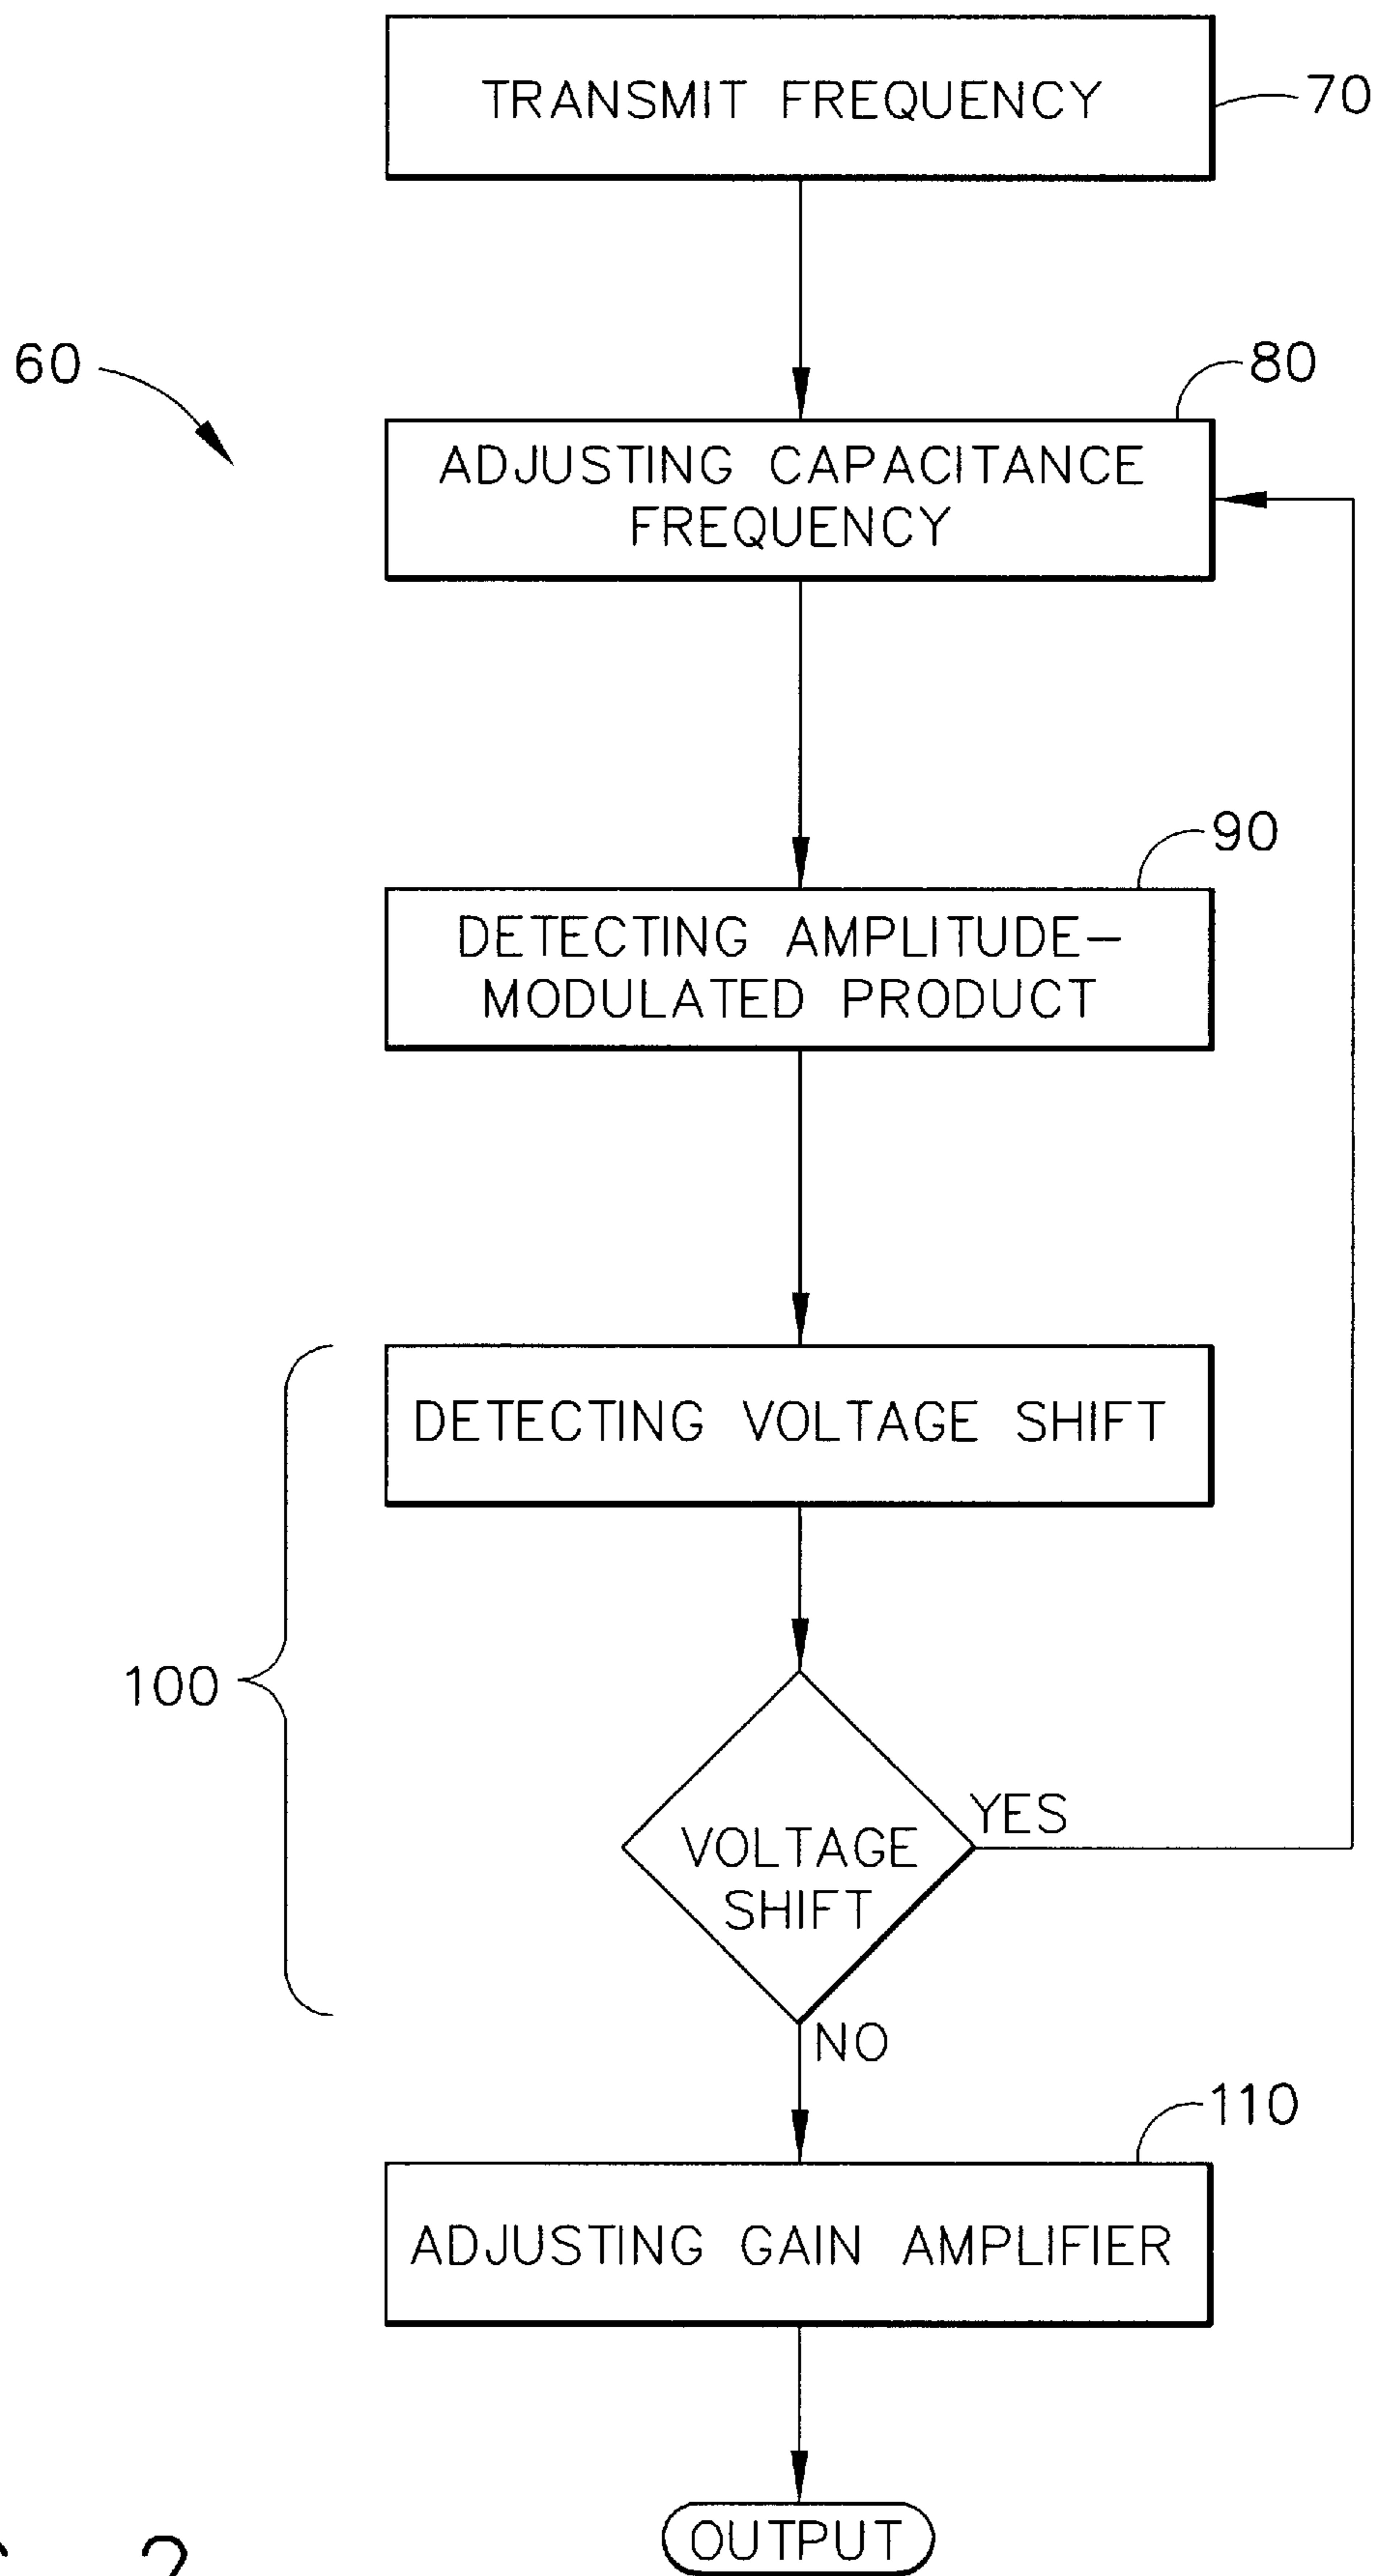 TRANSMIT FREQUENCY
70
60
80
ADJUSTING CAPACITANCE
FREQUENCY
90
DETECTING AMPLITUDE-
MODULATED PRODUCT
DETECTING VOLTAGE SHIFT
100
YES
VOLTAGE
SHIFT
NO
110
ADJUSTING GAIN AMPLIFIER
OUTPUT